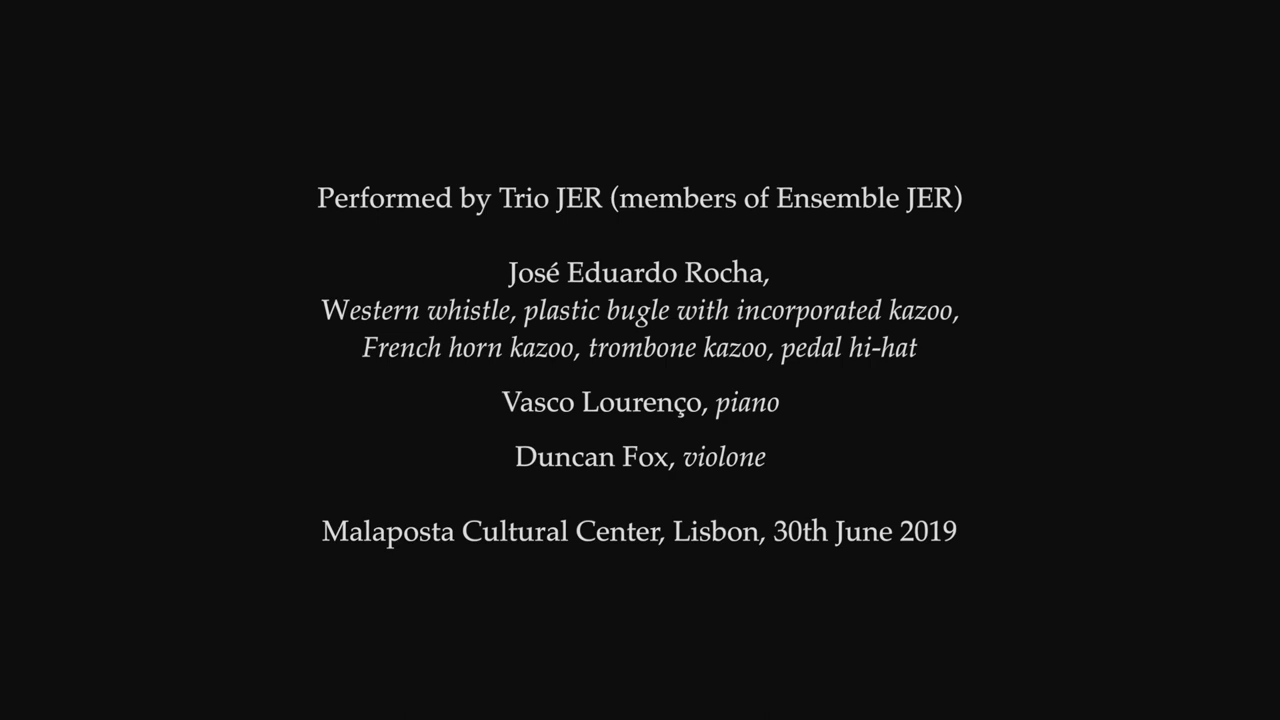 Performed by Trio JER (members of Ensemble JER)
José Eduardo Rocha,
Western whistle, plastic bugle with incorporated kazoo,
French horn kazoo, trombone kazoo, pedal hi-hat
Vasco Lourenço, piano
Duncan Fox, violone
Malaposta Cultural Center, Lisbon, 30th June 2019